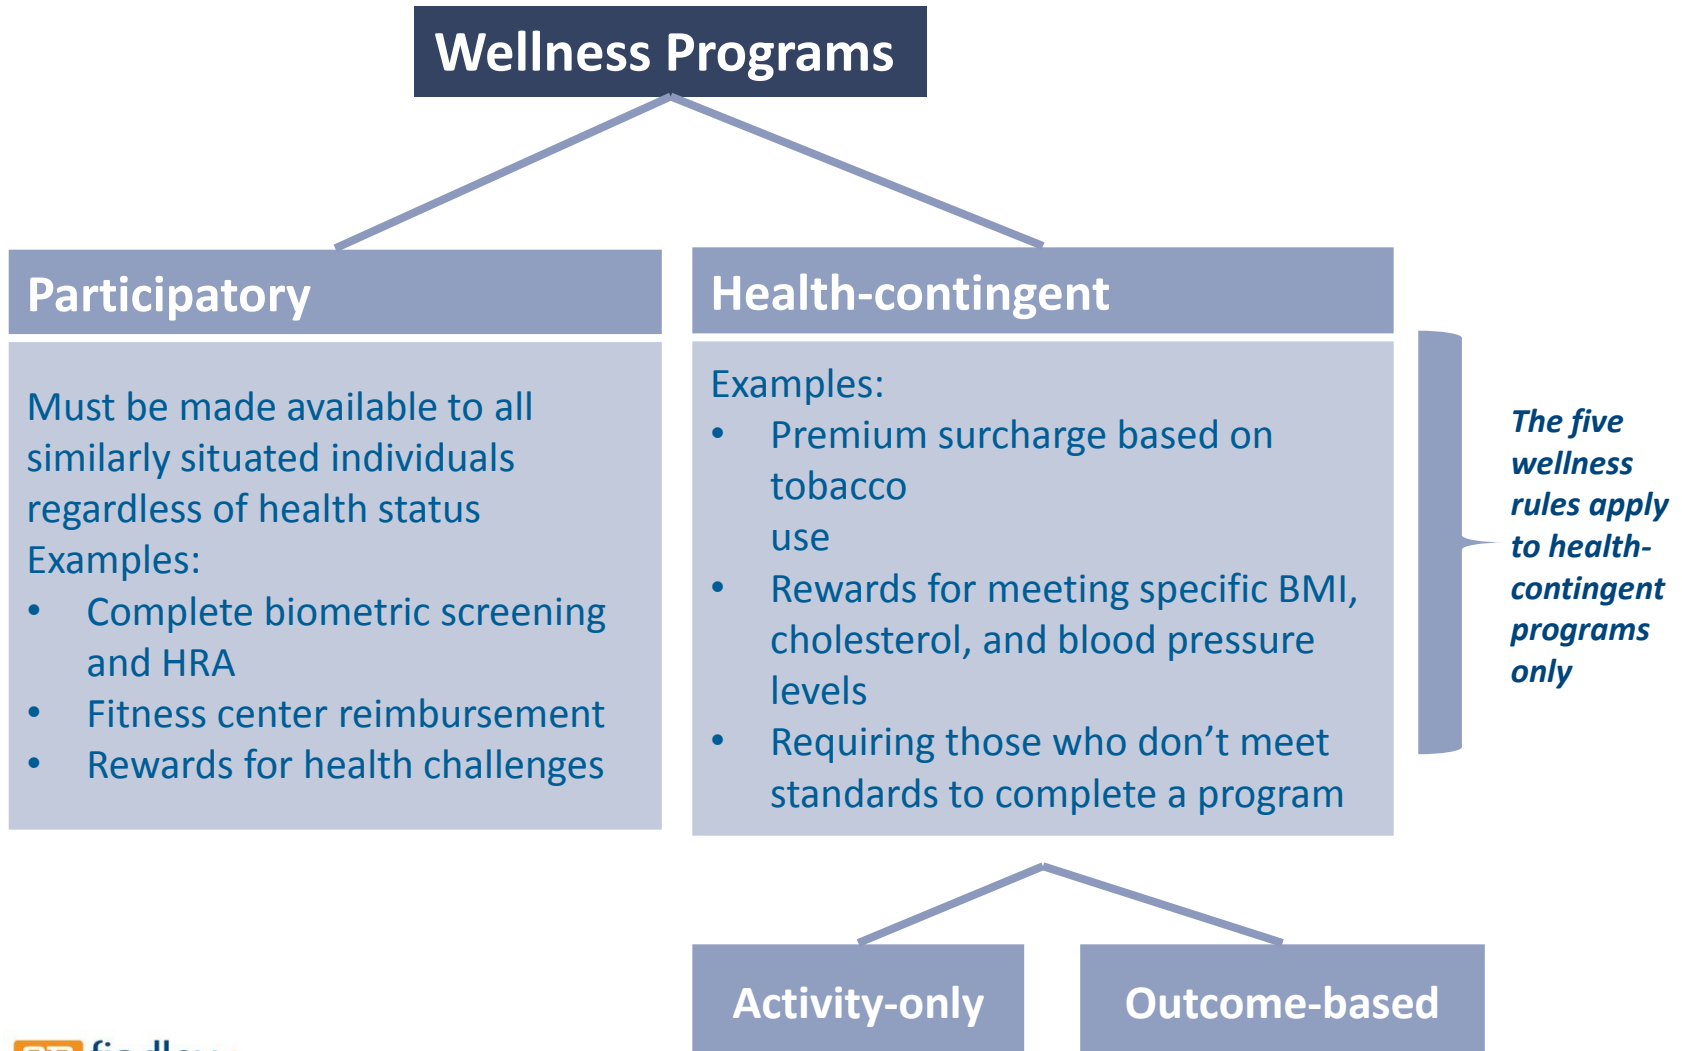 Wellness Programs
Participatory
Must be made available to all
similarly situated individuals
regardless of health status
Examples:
• Complete biometric screening
and HRA
• Fitness center reimbursement
• Rewards for health challenges
Health-contingent
Examples:
• Premium surcharge based on
tobacco
use
• Rewards for meeting specific BMI,
cholesterol, and blood pressure
levels
• Requiring those who don’t meet
standards to complete a program
The five
wellness
rules apply
to health-
contingent
programs
only
Activity-only
Outcome-based